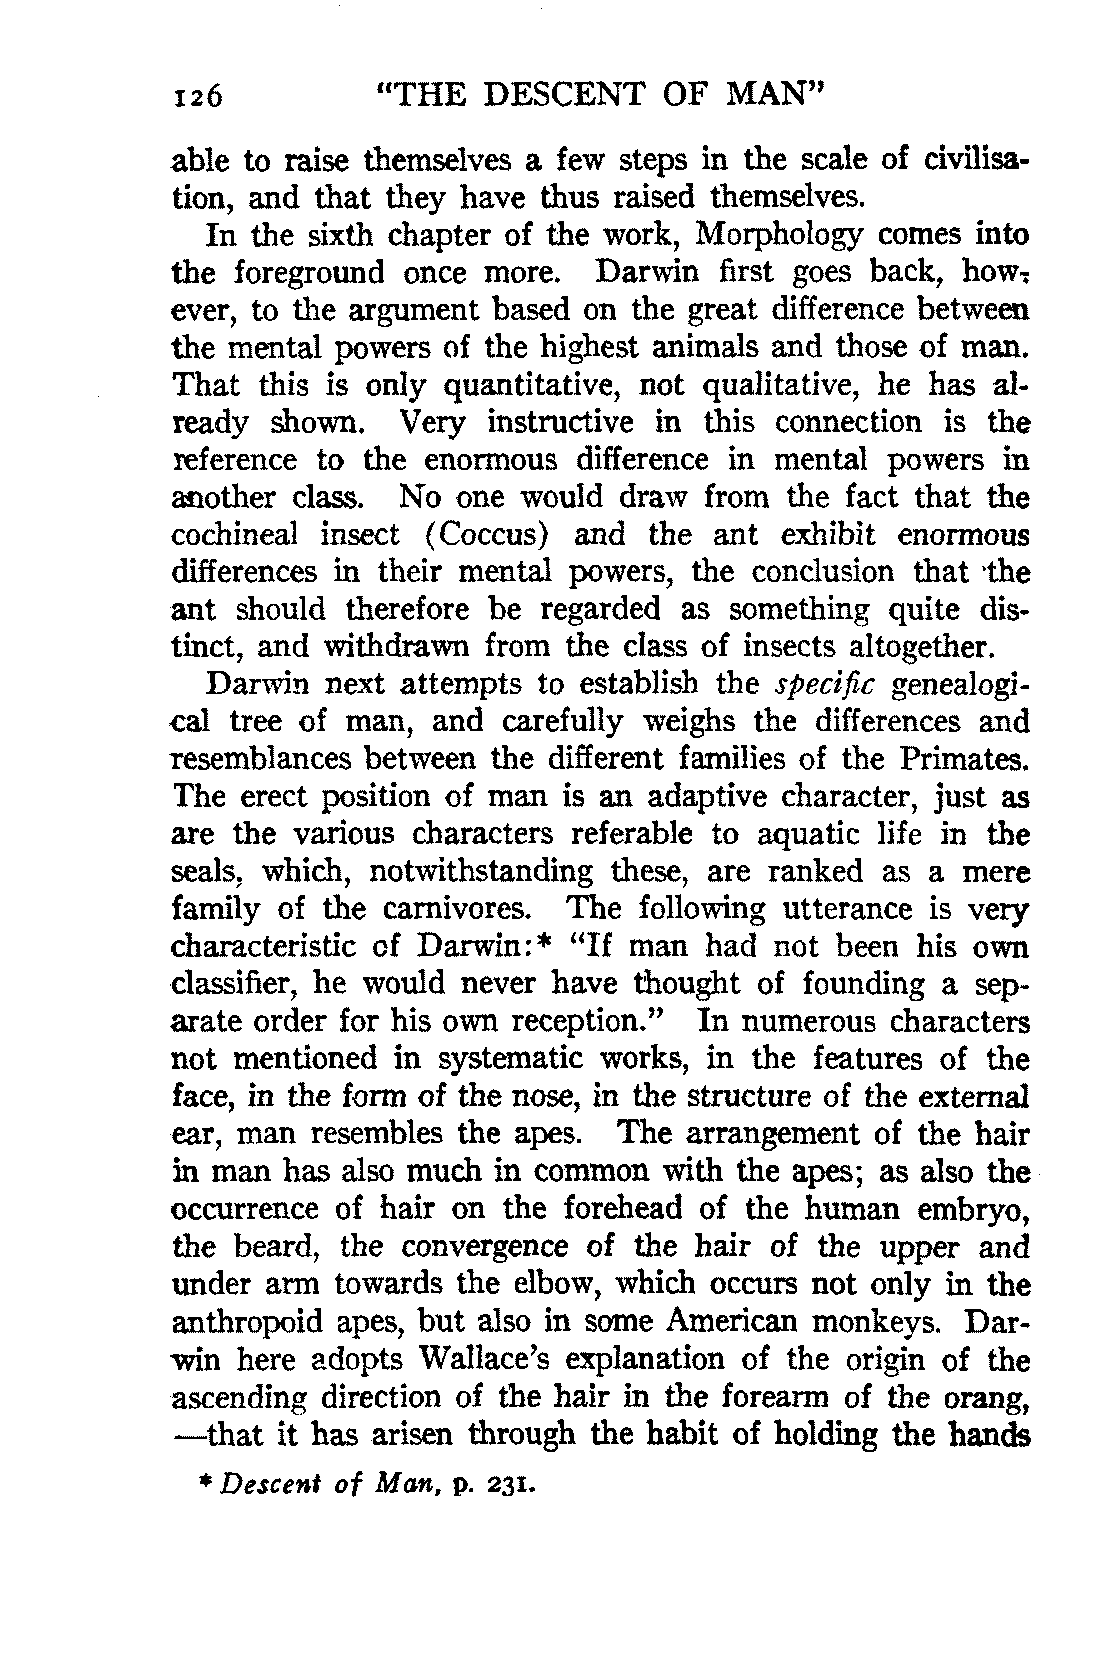 126 "THE DESCENT OF MAN"
able to raise themselves a few steps in the scale of civilisa-
tion, and that they have thus raised themselves.
In the sixth chapter of the work, Morphology comes into
the foreground once more. Darwin first goes back, how-
ever, to the argument based on the great difference between
the mental powers of the highest animals and those of man.
That this is only quantitative, not qualitative, he has al-
ready shown. Very instructive in this connection is the
reference to the enormous difference in mental powers in
another class. No one would draw from the fact that the
cochineal insect (Coccus) and the ant exhibit enormous
differences in their mental powers, the conclusion that the
ant should therefore be regarded as something quite dis-
tinct, and withdrawn from the class of insects altogether.
Darwin next attempts to establish the specific genealogi-
cal tree of man, and carefully weighs the differences and
resemblances between the different families of the Primates.
The erect position of man is an adaptive character, just as
are the various characters referable to aquatic life in the
seals, which, notwithstanding these, are ranked as a mere
family of the carnivores. The following utterance is very
characteristic of Darwin:* "If man had not been his own
classifier, he would never have thought of founding a sep-
arate order for his own reception." In numerous characters
not mentioned in systematic works, in the features of the
face, in the form of the nose, in the structure of the external
ear, man resembles the apes. The arrangement of the hair
in man has also much in common with the apes; as also the
occurrence of hair on the forehead of the human embryo,
the beard, the convergence of the hair of the upper and
under arm towards the elbow, which occurs not only in the
anthropoid apes, but also in some American monkeys. Dar-
win here adopts Wallace's explanation of the origin of the
ascending direction of the hair in the forearm of the orang,
—that it has arisen through the habit of holding the hands
* Descent of Man, p. 231.